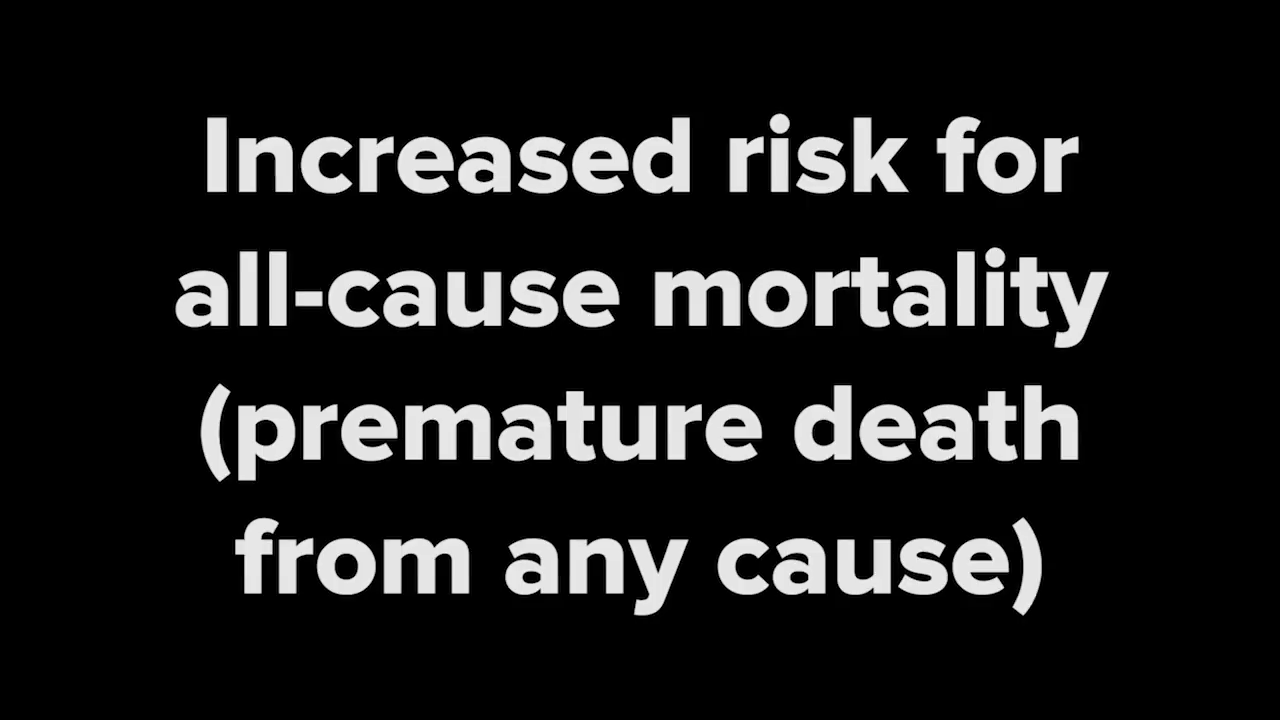 Increased risk for
all-cause mortality
(premature death
from any cause)